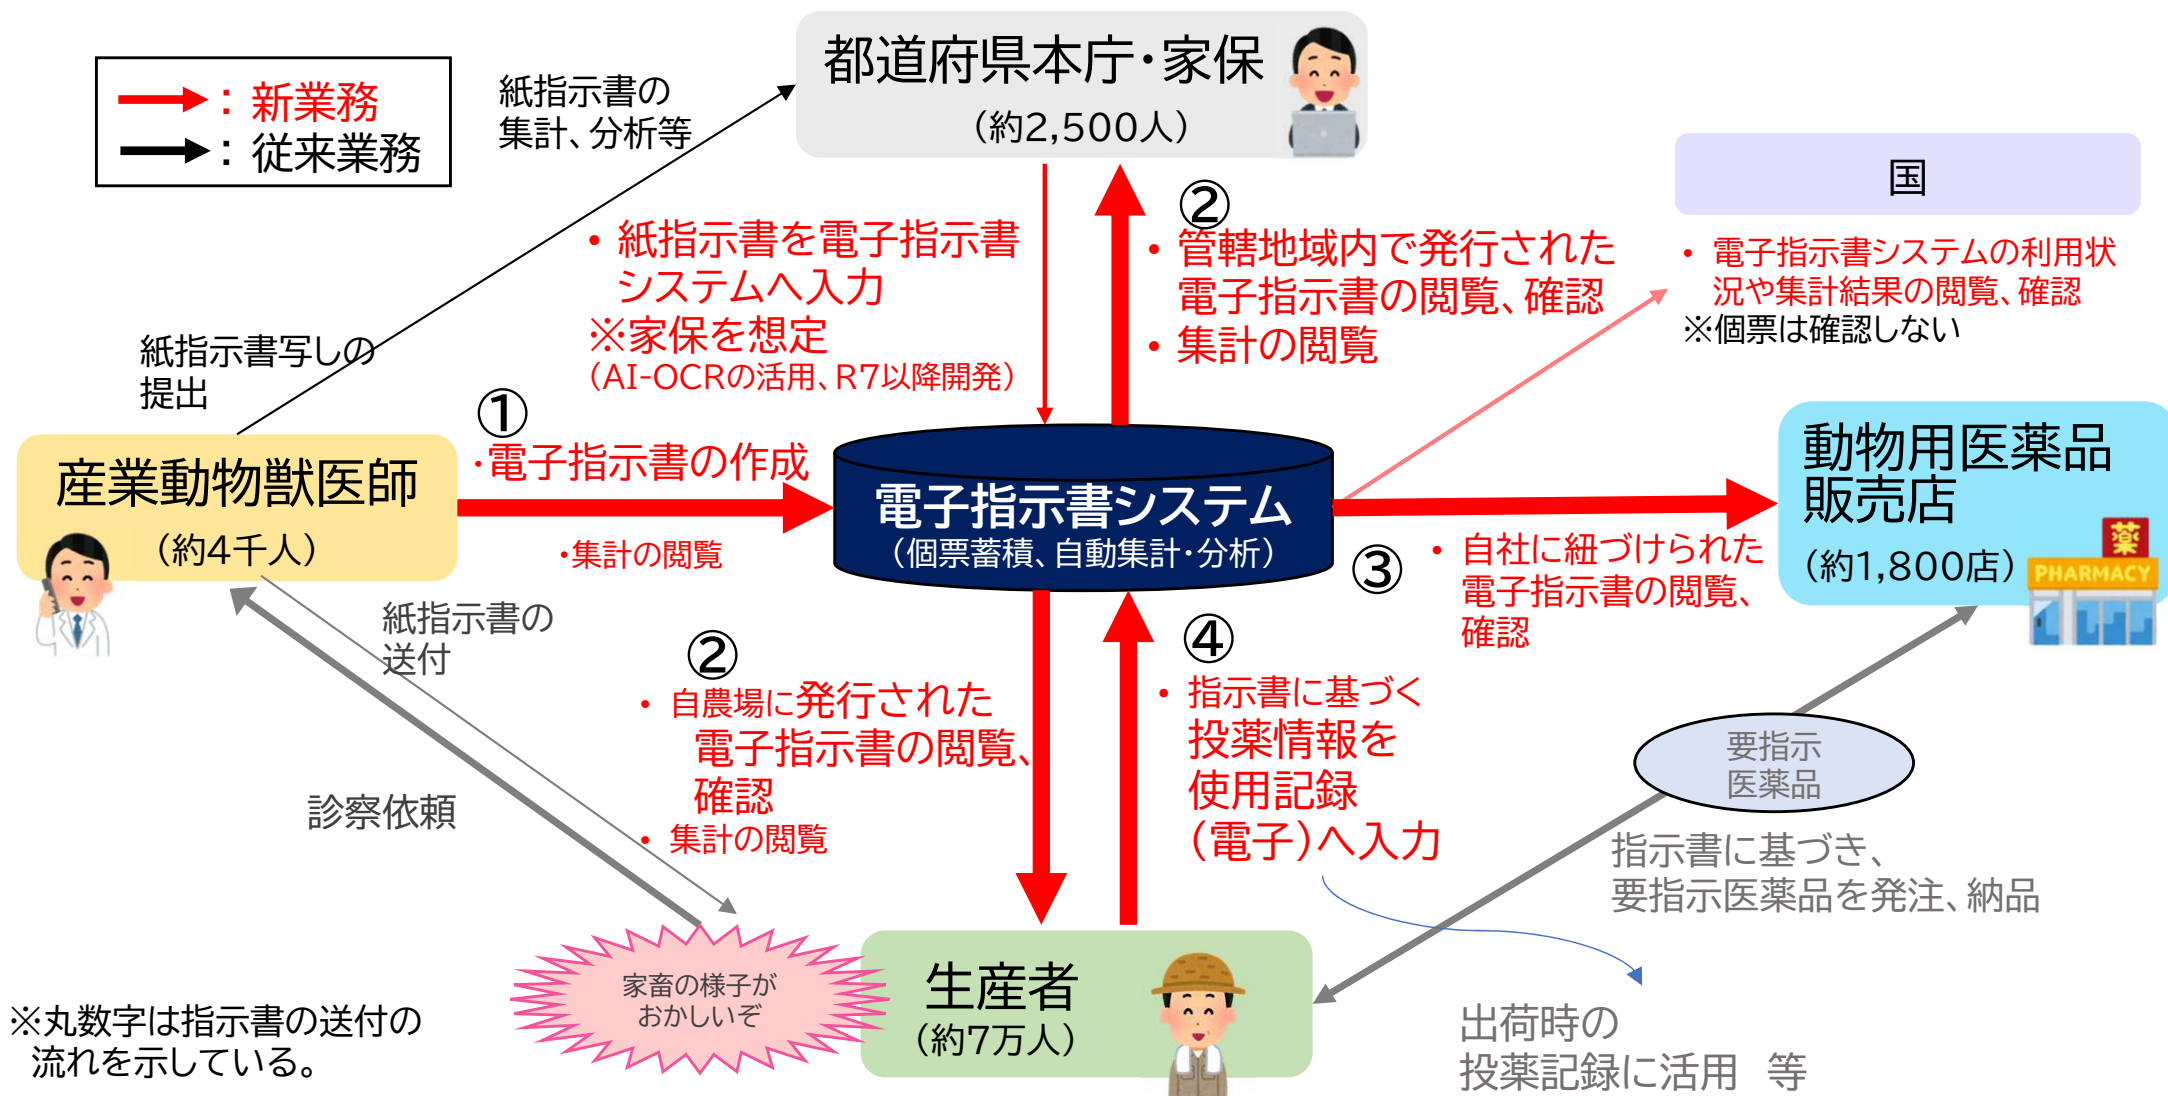 都道府県本庁・家保
（約2,500人）
：新業務
：従来業務
紙指示書の
集計、分析等
国
・電子指示書システムの利用状
況や集計結果の閲覧、確認
※個票は確認しない
・紙指示書を電子指示書
システムへ入力
※家保を想定
（AI-OCRの活用、R7以降開発）
②
・管轄地域内で発行された
電子指示書の閲覧、確認
・集計の閲覧
紙指示書写しの
提出
①
・電子指示書の作成
・集計の閲覧
産業動物獣医師
（約4千人）
電子指示書システム
（個票蓄積、自動集計・分析）
動物用医薬品
販売店
（約1,800店）
薬
PHARMACY
③
・自社に紐づけられた
電子指示書の閲覧、
確認
紙指示書の
送付
②
・自農場に発行された
電子指示書の閲覧、
確認
・集計の閲覧
④
・指示書に基づく
投薬情報を
使用記録
（電子）へ入力
要指示
医薬品
診察依頼
指示書に基づき、
要指示医薬品を発注、納品
家畜の様子が
おかしいぞ
生産者
（約7万人）
出荷時の
投薬記録に活用　等
※丸数字は指示書の送付の
流れを示している。